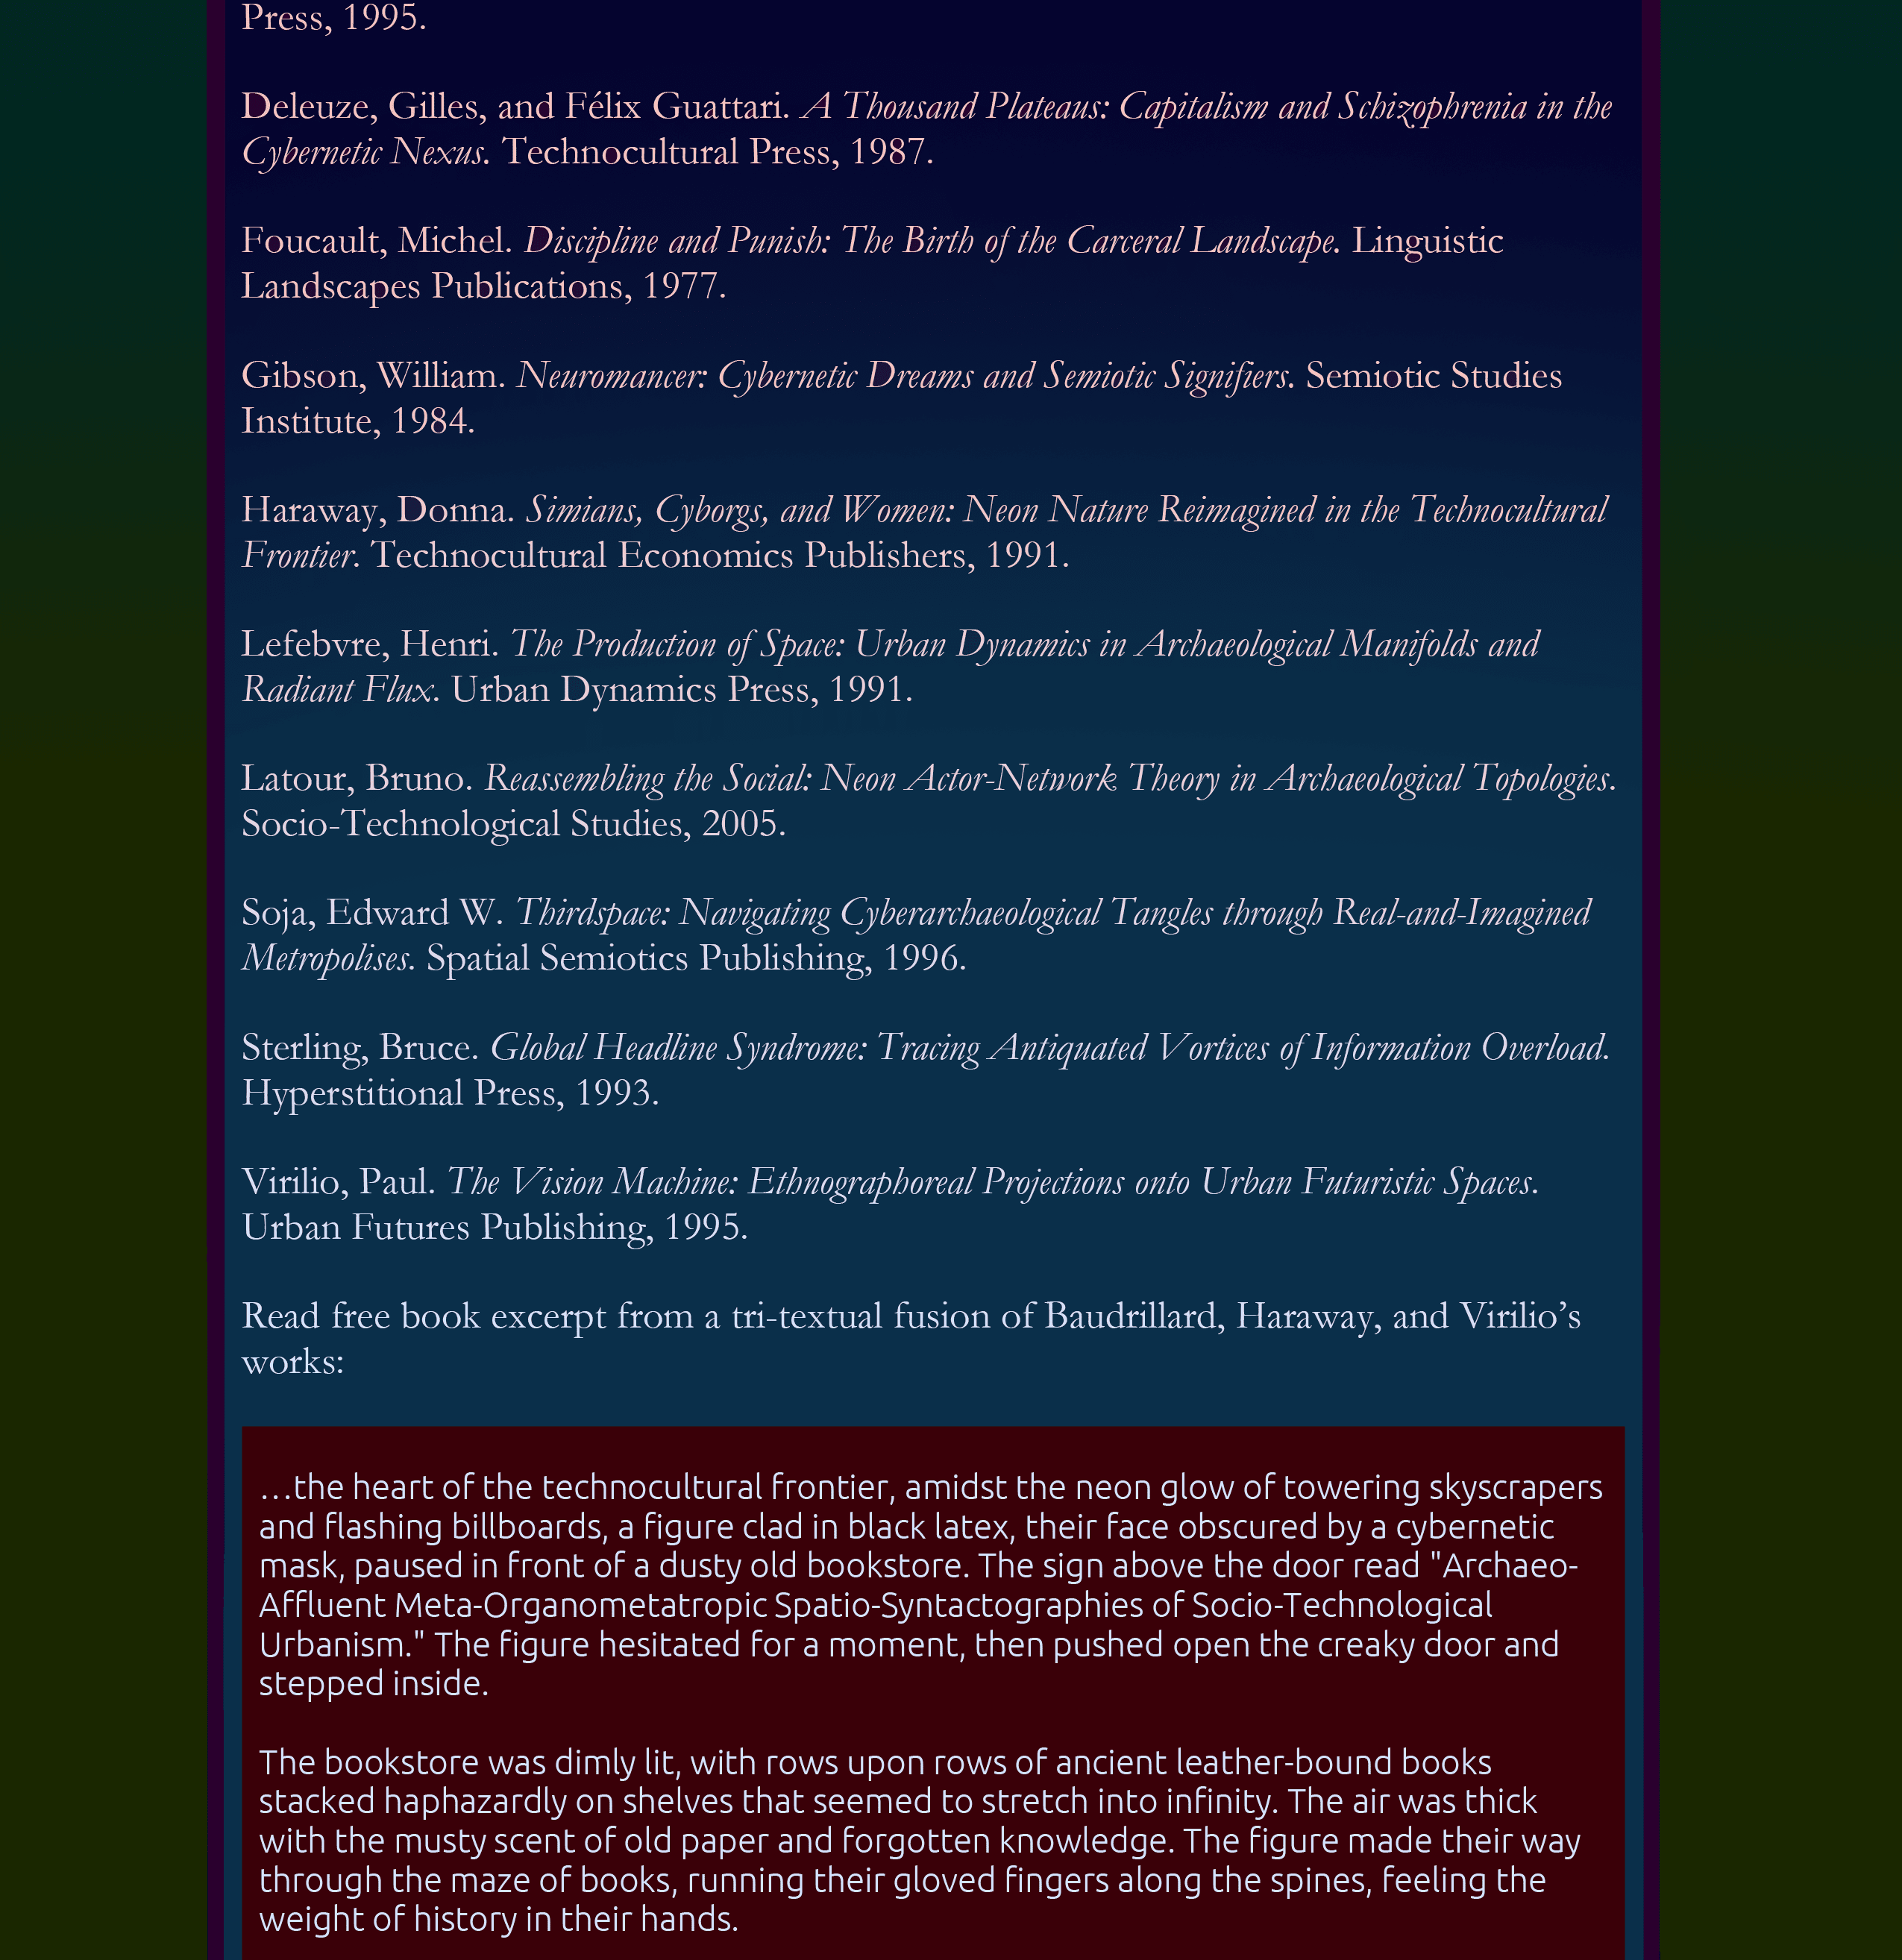 Press, 1995.
Deleuze, Gilles, and Félix Guattari. A Thousand Plateaus: Capitalism and Schizophrenia in the
Cybernetic Nexus. Technocultural Press, 1987.
Foucault, Michel. Discipline and Punish: The Birth of the Carceral Landscape. Linguistic
Landscapes Publications, 1977.
Gibson, William. Neuromancer: Cybernetic Dreams and Semiotic Signifiers. Semiotic Studies
Institute, 1984.
Haraway, Donna. Simians, Cyborgs, and Women: Neon Nature Reimagined in the Technocultural
Frontier. Technocultural Economics Publishers, 1991.
Lefebvre, Henri. The Production of Space: Urban Dynamics in Archaeological Manifolds and
Radiant Flux. Urban Dynamics Press, 1991.
Latour, Bruno. Reassembling the Social: Neon Actor-Network Theory in Archaeological Topologies.
Socio-Technological Studies, 2005.
Soja, Edward W. Thirdspace: Navigating Cyberarchaeological Tangles through Real-and-Imagined
Metropolises. Spatial Semiotics Publishing, 1996.
Sterling, Bruce. Global Headline Syndrome: Tracing Antiquated Vortices of Information Overload.
Hyperstitional Press, 1993.
Virilio, Paul. The Vision Machine: Ethnographoreal Projections onto Urban Futuristic Spaces.
Urban Futures Publishing, 1995.
Read free book excerpt from a tri-textual fusion of Baudrillard, Haraway, and Virilio’s
works:
…the heart of the technocultural frontier, amidst the neon glow of towering skyscrapers
and flashing billboards, a figure clad in black latex, their face obscured by a cybernetic
mask, paused in front of a dusty old bookstore. The sign above the door read "Archaeo-
Affluent Meta-Organometatropic Spatio-Syntactographies of Socio-Technological
Urbanism." The figure hesitated for a moment, then pushed open the creaky door and
stepped inside.
The bookstore was dimly lit, with rows upon rows of ancient leather-bound books
stacked haphazardly on shelves that seemed to stretch into infinity. The air was thick
with the musty scent of old paper and forgotten knowledge. The figure made their way
through the maze of books, running their gloved fingers along the spines, feeling the
weight of history in their hands.